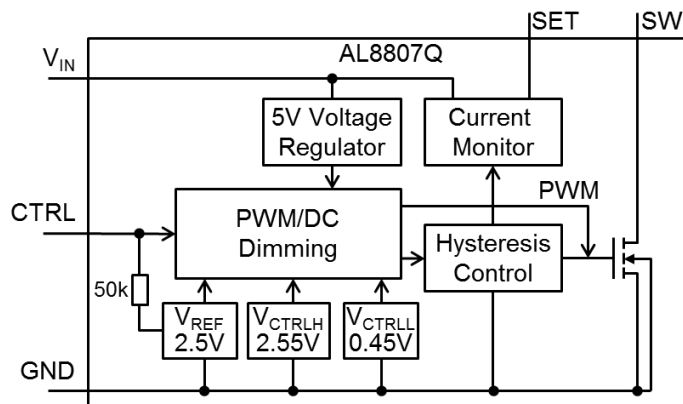 SET
SW
V_IN
AL8807Q
5V Voltage
Regulator
Current
Monitor
CTRL
PWM/DC
Dimming
PWM
Hysteresis
Control
50k
V_REF
2.5V
V_CTRLH
2.55V
V_CTRLL
0.45V
GND